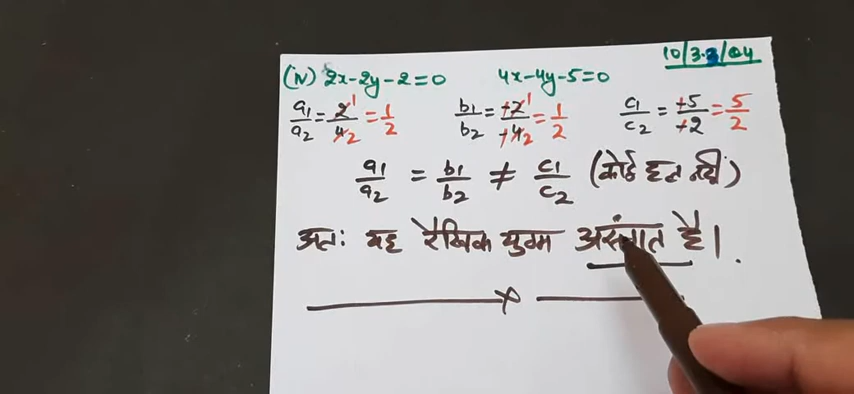 10/3.2/Q4
(iv) 2x-2y-2=0 4x-4y-5=0
a₁/a₂ = 2/4 = 1/2 b₁/b₂ = -2/-4 = 1/2 c₁/c₂ = -5/-2 = 5/2
a₁/a₂ = b₁/b₂ ≠ c₁/c₂ (कोई हल नहीं)
अतः यह रैखिक युग्म असंगत है।